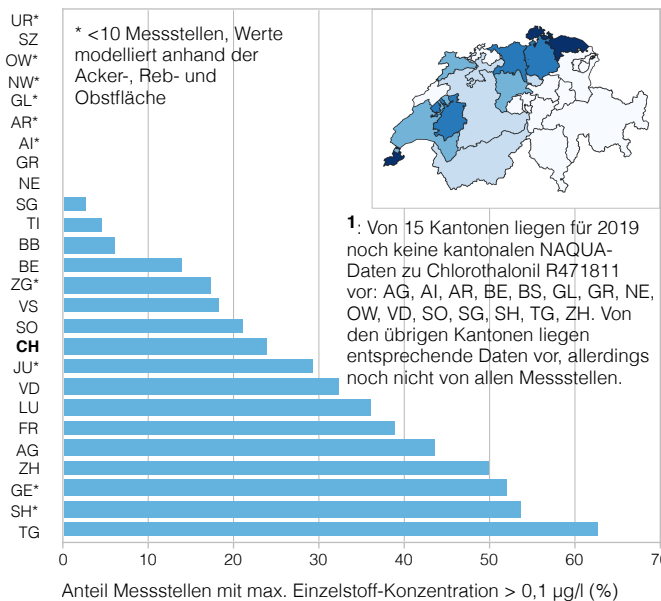 UR*
SZ
OW*
NW*
GL*
AR*
AI*
GR
NE
SG
TI
BB
BE
ZG*
VS
SO
CH
JU*
VD
LU
FR
AG
ZH
GE*
SH*
TG
* <10 Messstellen, Werte
modelliert anhand der
Acker-, Reb- und
Obstfläche
1: Von 15 Kantonen liegen für 2019
noch keine kantonalen NAQUA-
Daten zu Chlorothalonil R471811
vor: AG, AI, AR, BE, BS, GL, GR, NE,
OW, VD, SO, SG, SH, TG, ZH. Von
den übrigen Kantonen liegen
entsprechende Daten vor, allerdings
noch nicht von allen Messstellen.
0 10 20 30 40 50 60 70
Anteil Messstellen mit max. Einzelstoff-Konzentration > 0,1 µg/l (%)